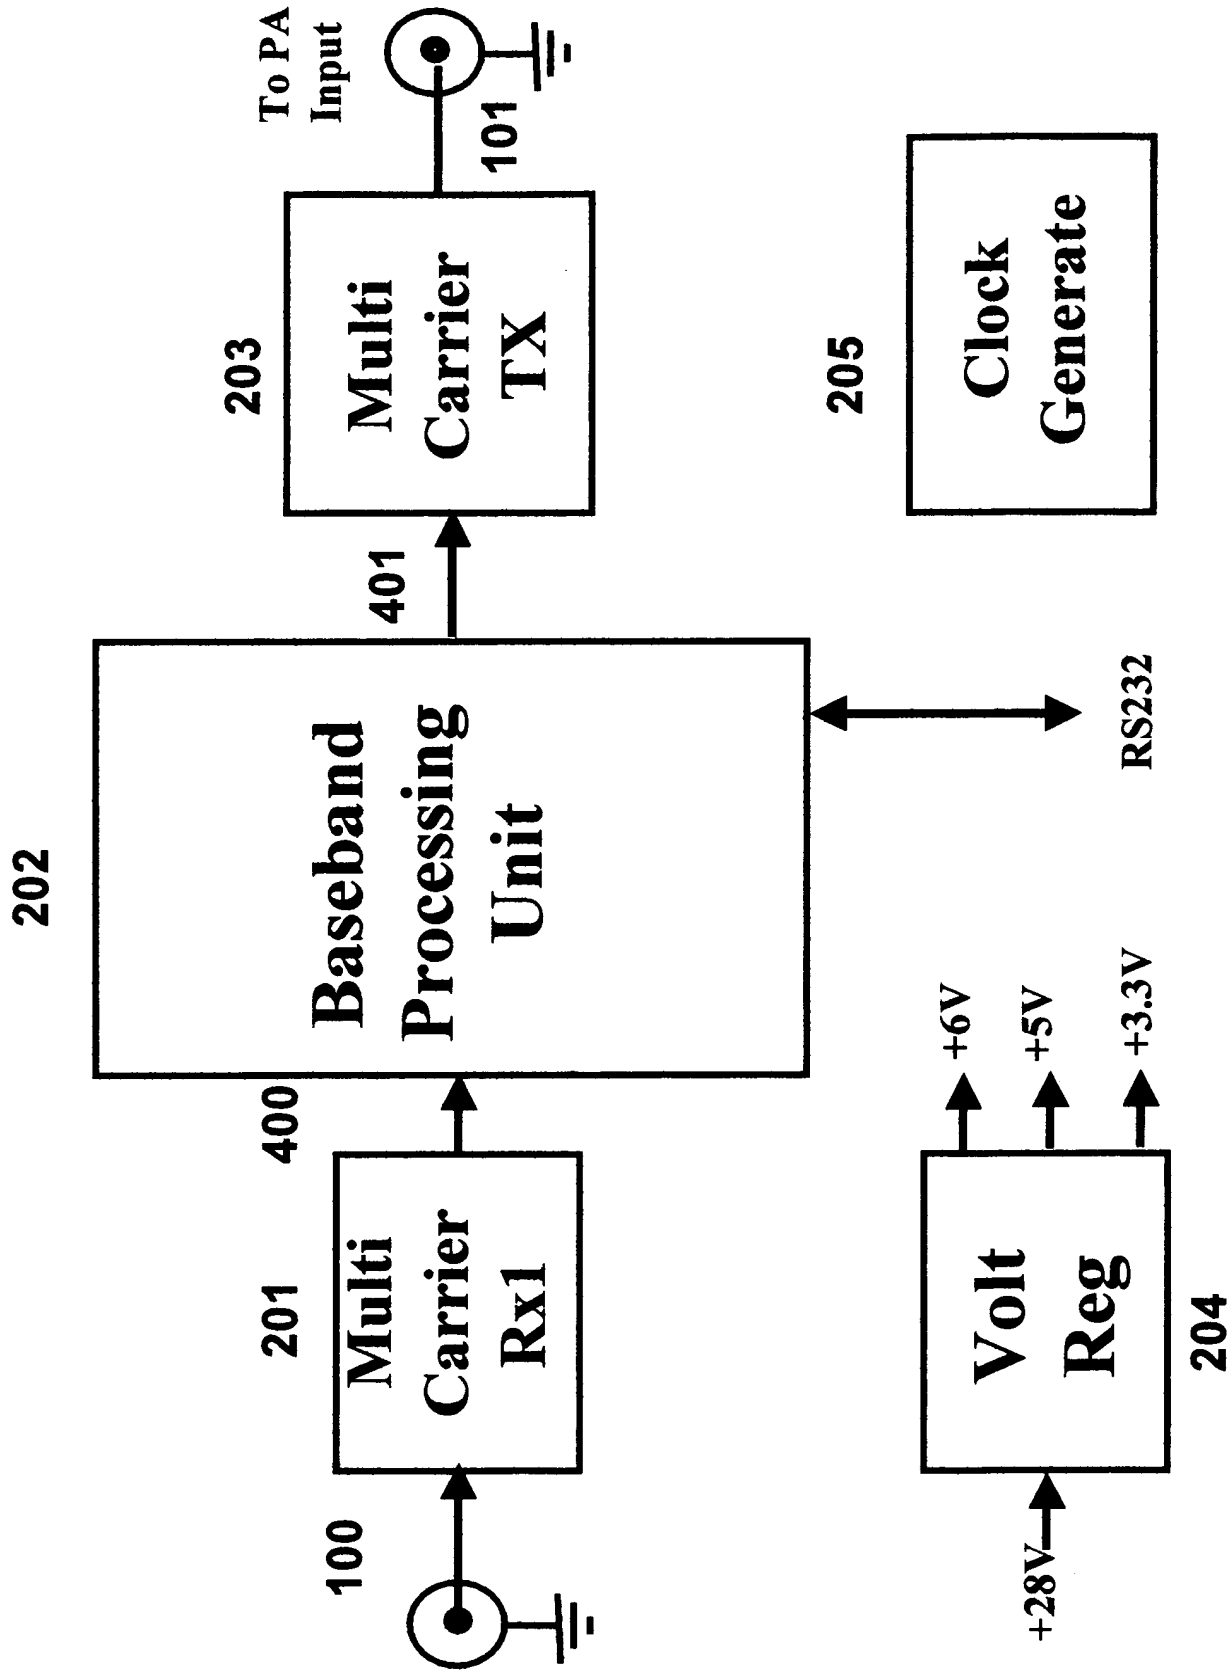 202
201
203
To PA
Input
100
Multi
Carrier
Rx1
400
Baseband
Processing
Unit
401
Multi
Carrier
TX
101
RS232
205
+28V
Volt
Reg
+6V
+5V
+3.3V
Clock
Generate
204